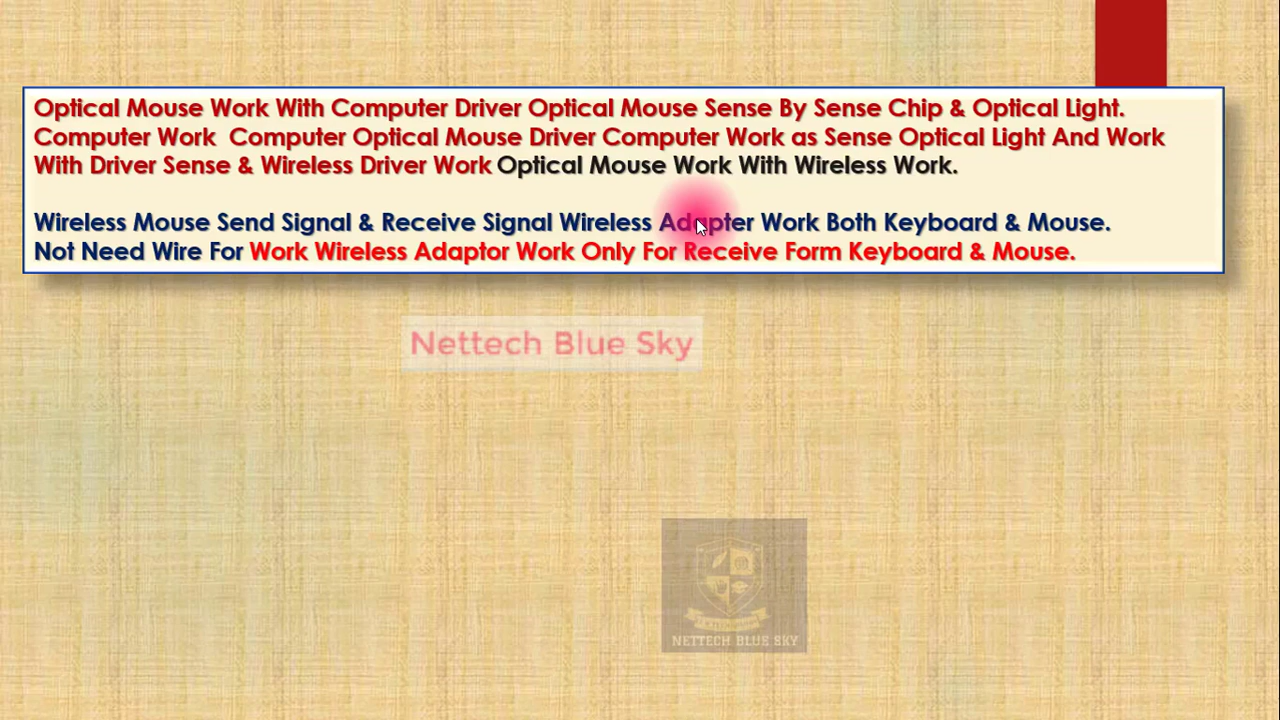 Optical Mouse Work With Computer Driver Optical Mouse Sense By Sense Chip & Optical Light.
Computer Work Computer Optical Mouse Driver Computer Work as Sense Optical Light And Work
With Driver Sense & Wireless Driver Work Optical Mouse Work With Wireless Work.
Wireless Mouse Send Signal & Receive Signal Wireless Adapter Work Both Keyboard & Mouse.
Not Need Wire For Work Wireless Adaptor Work Only For Receive Form Keyboard & Mouse.
Nettech Blue Sky
NETTECH BLUE SKY